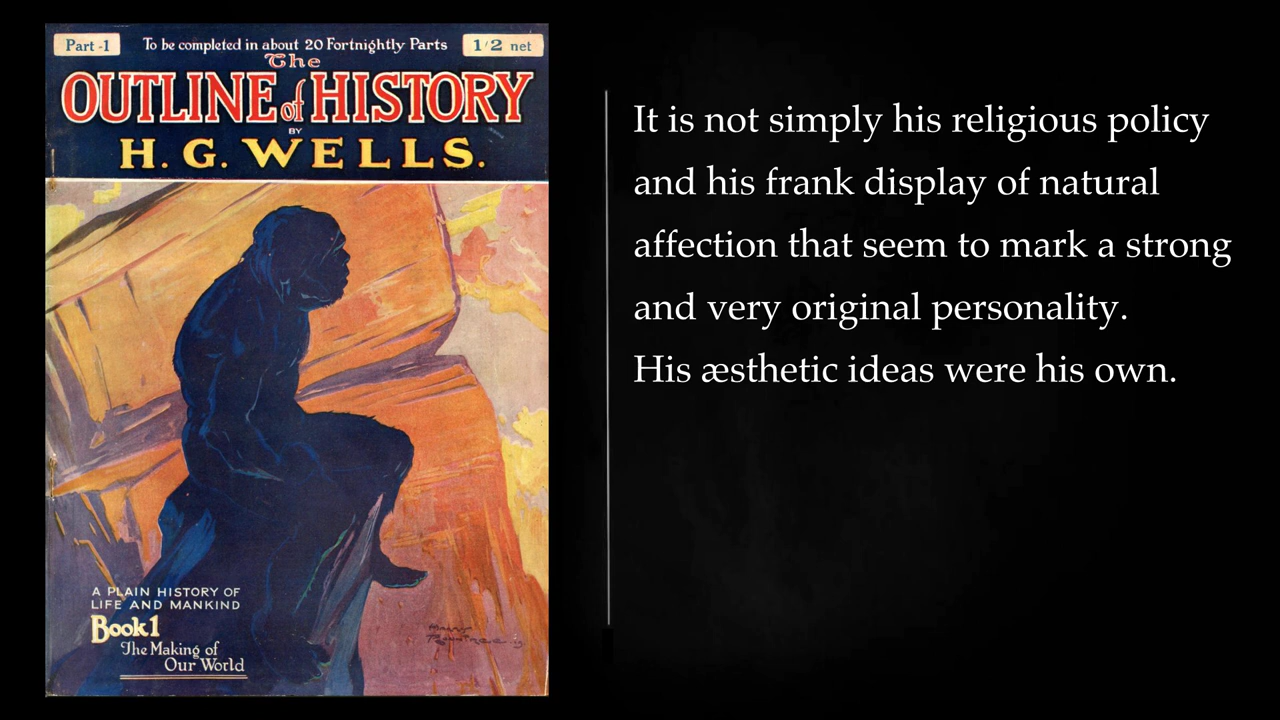 Part -1
To be completed in about 20 Fortnightly Parts
1/2 net
The
OUTLINE of HISTORY
BY
H. G. WELLS.
A PLAIN HISTORY OF
LIFE AND MANKIND
Book 1
The Making of
Our World
It is not simply his religious policy
and his frank display of natural
affection that seem to mark a strong
and very original personality.
His æsthetic ideas were his own.